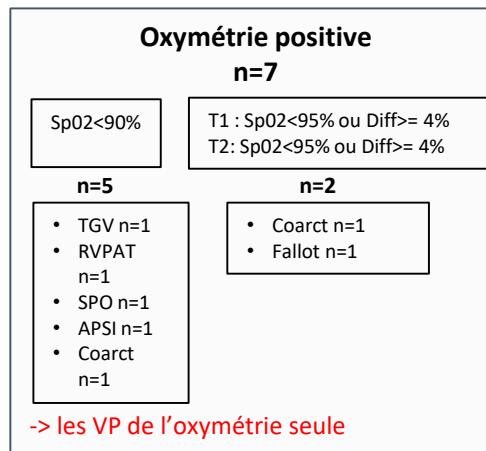 Oxymétrie positive
n=7
Sp02<90%
T1 : Sp02<95% ou Diff>= 4%
T2: Sp02<95% ou Diff>= 4%
n=5
n=2
• TGV n=1
• RVPAT
n=1
• SPO n=1
• APSI n=1
• Coarct
n=1
• Coarct n=1
• Fallot n=1
-> les VP de l’oxymétrie seule